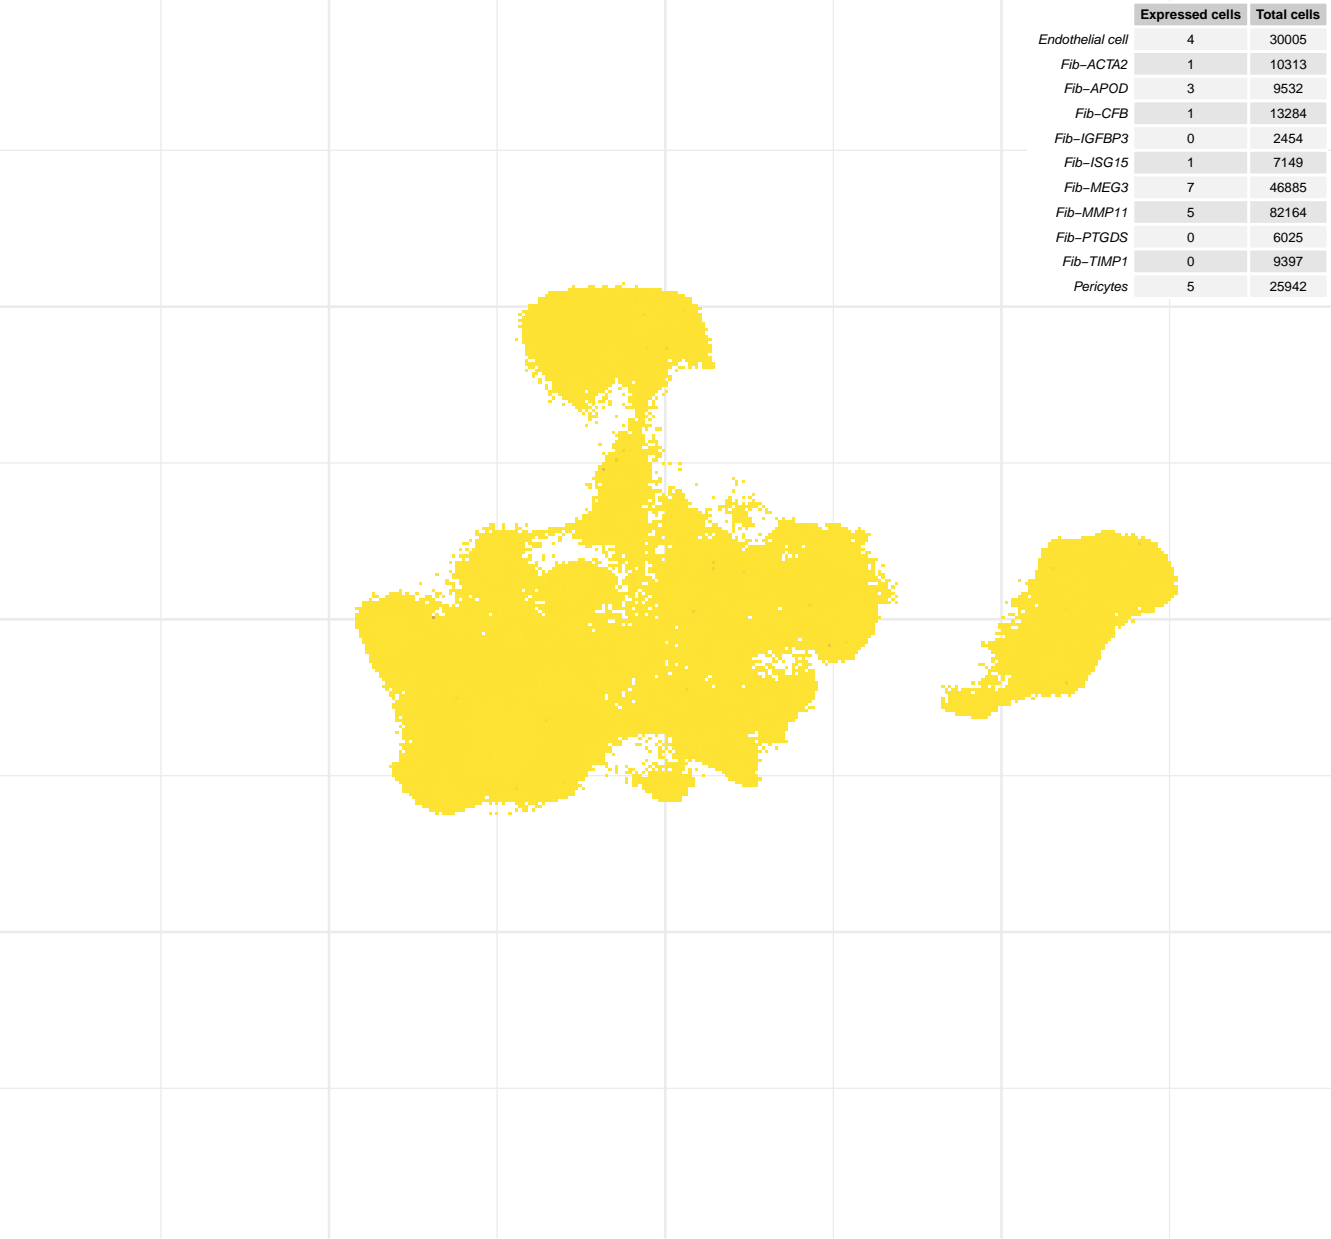 Expressed cells Total cells
Endothelial cell 4 30005
Fib−ACTA2 1 10313
Fib−APOD 3 9532
Fib−CFB 1 13284
Fib−IGFBP3 0 2454
Fib−ISG15 1 7149
Fib−MEG3 7 46885
Fib−MMP11 5 82164
Fib−PTGDS 0 6025
Fib−TIMP1 0 9397
Pericytes 5 25942